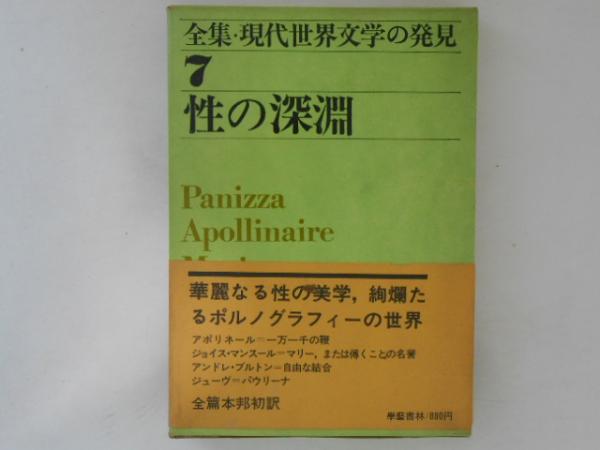 全集・現代世界文学の発見
7
性の深淵
Panizza
Apollinaire
華麗なる性の美学，絢爛た
るポルノグラフィーの世界
アポリネール＝一万一千の鞭
ジョイス・マンスール＝マリー，または傅くことの名誉
アンドレ・ブルトン＝自由な結合
ジューヴ＝パウリーナ
全篇本邦初訳
學藝書林/880円